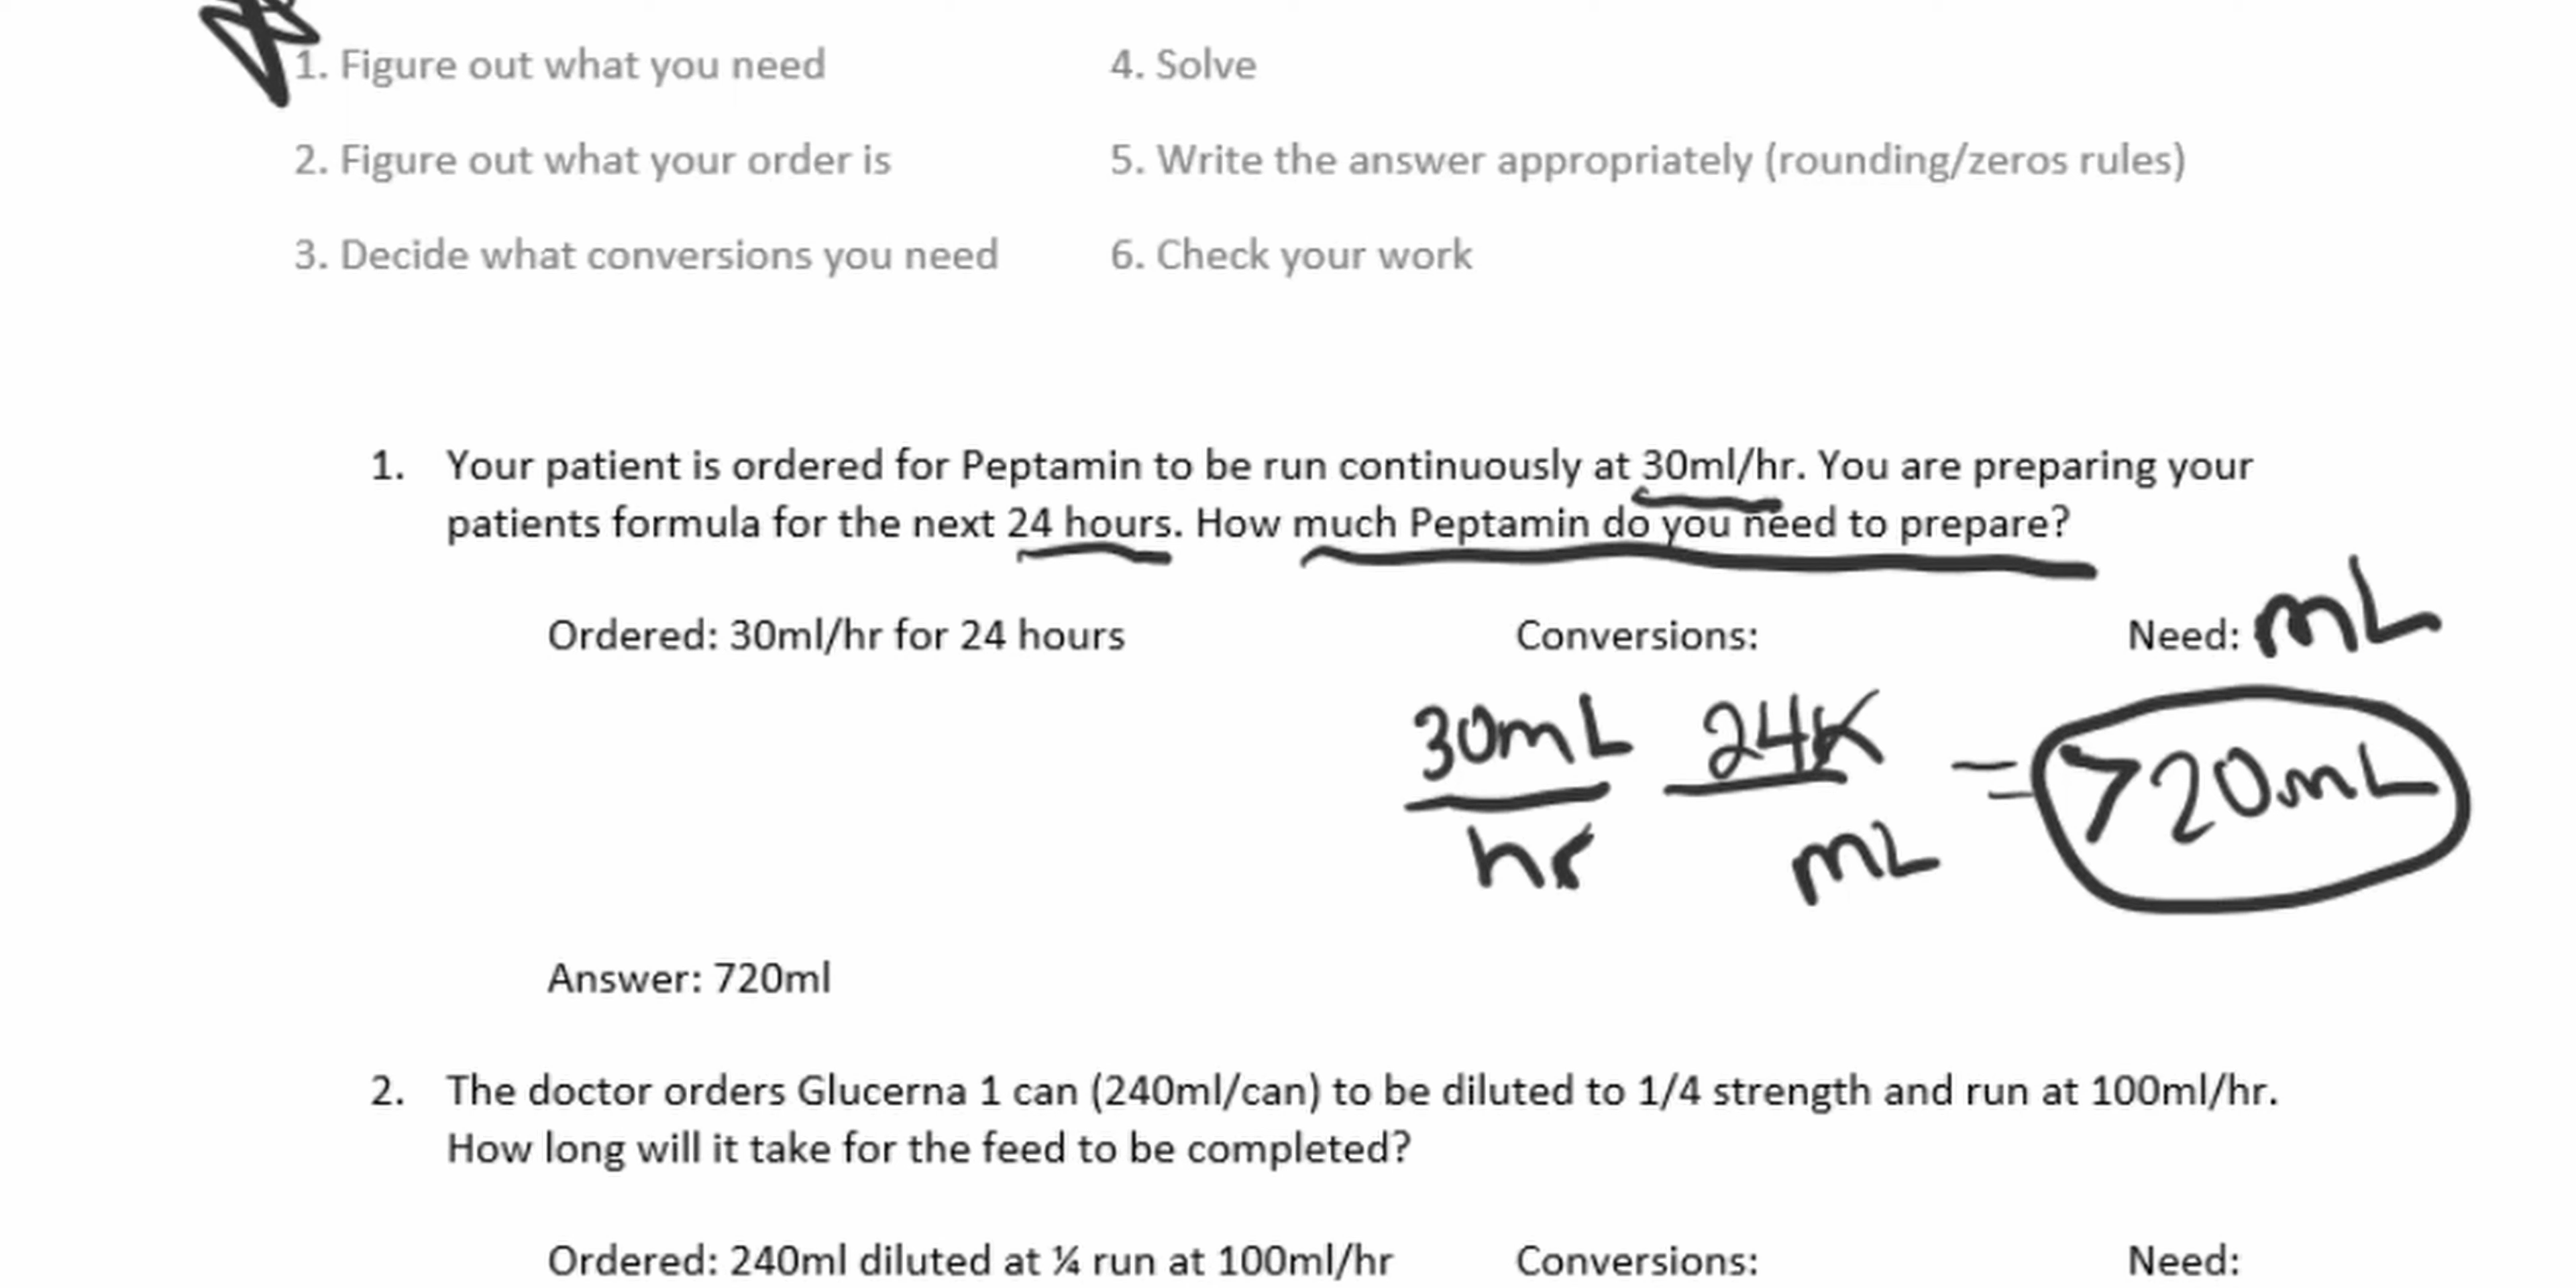 1. Figure out what you need
4. Solve
2. Figure out what your order is
5. Write the answer appropriately (rounding/zeros rules)
3. Decide what conversions you need
6. Check your work
1. Your patient is ordered for Peptamin to be run continuously at 30ml/hr. You are preparing your
patients formula for the next 24 hours. How much Peptamin do you need to prepare?
Ordered: 30ml/hr for 24 hours
Conversions:
Need: mL
30mL 24h = 720mL
hr mL
Answer: 720ml
2. The doctor orders Glucerna 1 can (240ml/can) to be diluted to 1/4 strength and run at 100ml/hr.
How long will it take for the feed to be completed?
Ordered: 240ml diluted at ¼ run at 100ml/hr
Conversions:
Need: